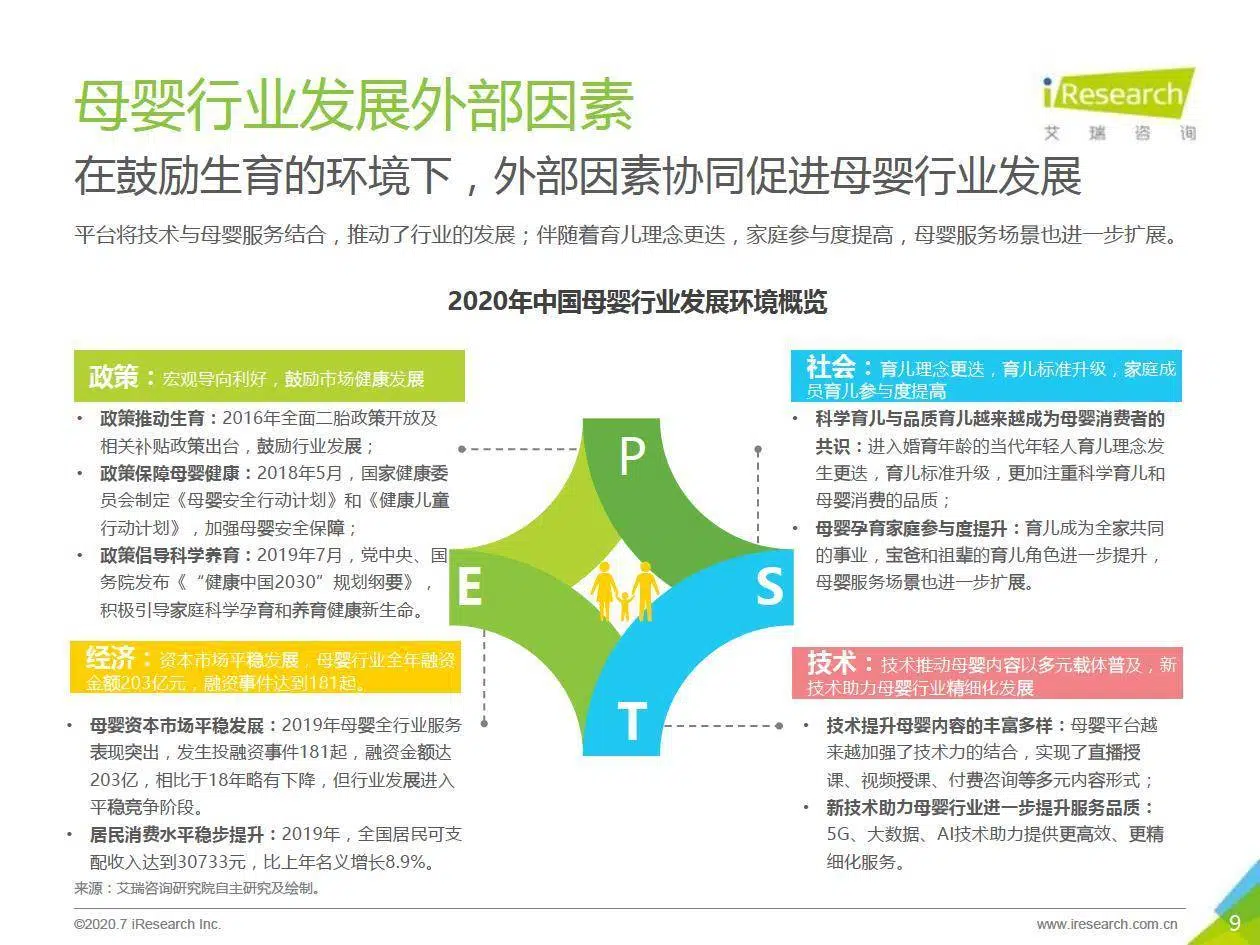 母婴行业发展外部因素
iResearch
艾瑞咨询
在鼓励生育的环境下，外部因素协同促进母婴行业发展
平台将技术与母婴服务结合，推动了行业的发展；伴随着育儿理念更迭，家庭参与度提高，母婴服务场景也进一步扩展。
2020年中国母婴行业发展环境概览
政策：宏观导向利好，鼓励市场健康发展
• 政策推动生育：2016年全面二胎政策开放及
相关补贴政策出台，鼓励行业发展；
• 政策保障母婴健康：2018年5月，国家健康委
员会制定《母婴安全行动计划》和《健康儿童
行动计划》，加强母婴安全保障；
• 政策倡导科学养育：2019年7月，党中央、国
务院发布《“健康中国2030”规划纲要》，
积极引导家庭科学孕育和养育健康新生命。
社会：育儿理念更迭，育儿标准升级，家庭成
员育儿参与度提高
• 科学育儿与品质育儿越来越成为母婴消费者的
共识：进入婚育年龄的当代年轻人育儿理念发
生更迭，育儿标准升级，更加注重科学育儿和
母婴消费的品质；
• 母婴孕育家庭参与度提升：育儿成为全家共同
的事业，宝爸和祖辈的育儿角色进一步提升，
母婴服务场景也进一步扩展。
P
E
S
T
经济：资本市场平稳发展，母婴行业全年融资
金额203亿元，融资事件达到181起。
• 母婴资本市场平稳发展：2019年母婴全行业服务
表现突出，发生投融资事件181起，融资金额达
203亿，相比于18年略有下降，但行业发展进入
平稳竞争阶段。
• 居民消费水平稳步提升：2019年，全国居民可支
配收入达到30733元，比上年名义增长8.9%。
技术：技术推动母婴内容以多元载体普及，新
技术助力母婴行业精细化发展
• 技术提升母婴内容的丰富多样：母婴平台越
来越加强了技术力的结合，实现了直播授
课、视频授课、付费咨询等多元内容形式；
• 新技术助力母婴行业进一步提升服务品质：
5G、大数据、AI技术助力提供更高效、更精
细化服务。
来源：艾瑞咨询研究院自主研究及绘制。
©2020.7 iResearch Inc.
www.iresearch.com.cn
9